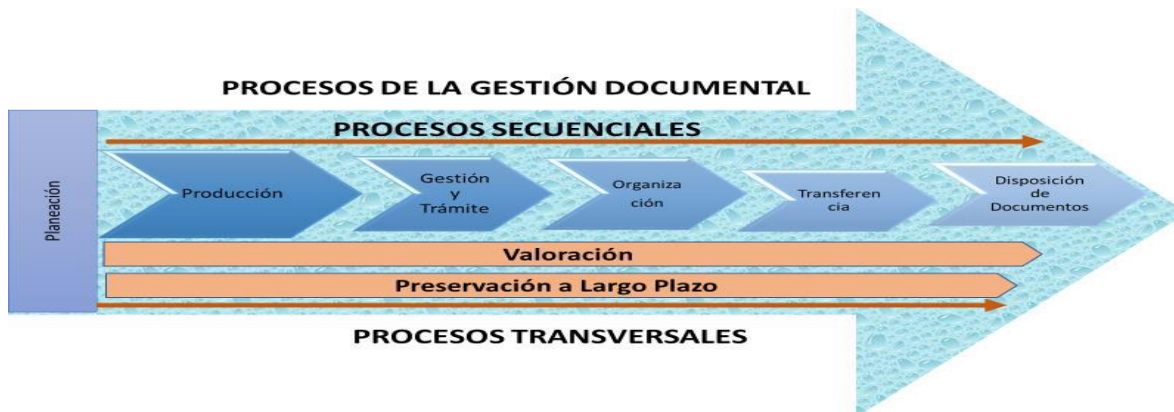 PROCESOS DE LA GESTIÓN DOCUMENTAL
PROCESOS SECUENCIALES
Planeación
Producción
Gestión
y
Trámite
Organiza
ción
Transferen
cia
Disposición
de
Documentos
Valoración
Preservación a Largo Plazo
PROCESOS TRANSVERSALES